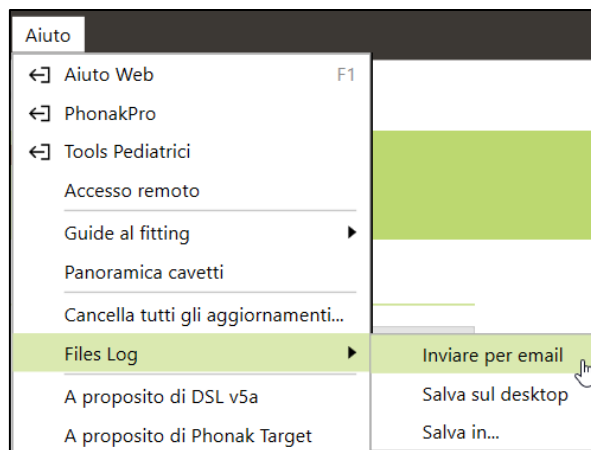 Aiuto
Aiuto Web F1
PhonakPro
Tools Pediatrici
Accesso remoto
Guide al fitting
Panoramica cavetti
Cancella tutti gli aggiornamenti...
Files Log
Inviare per email
A proposito di DSL v5a
Salva sul desktop
A proposito di Phonak Target
Salva in...